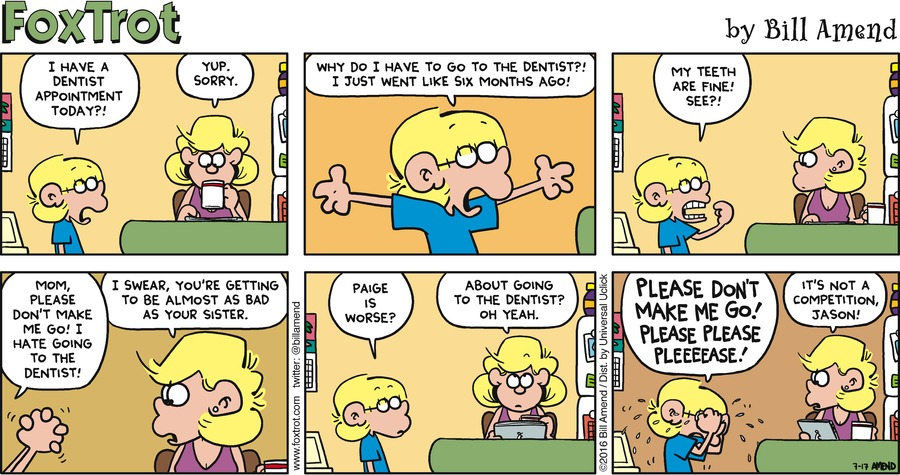 FoxTrot
by Bill Amend
I HAVE A
DENTIST
APPOINTMENT
TODAY?!
YUP.
SORRY.
WHY DO I HAVE TO GO TO THE DENTIST?!
I JUST WENT LIKE SIX MONTHS AGO!
MY TEETH
ARE FINE!
SEE?!
MOM,
PLEASE
DON'T MAKE
ME GO! I
HATE GOING
TO THE
DENTIST!
I SWEAR, YOU'RE GETTING
TO BE ALMOST AS BAD
AS YOUR SISTER.
www.foxtrot.com twitter: @billamend
PAIGE
IS
WORSE?
ABOUT GOING
TO THE DENTIST?
OH YEAH.
©2016 Bill Amend / Dist. by Universal Uclick
PLEASE DON'T
MAKE ME GO!
PLEASE PLEASE
PLEEEEASE!
IT'S NOT A
COMPETITION,
JASON!
7-17 AMEND